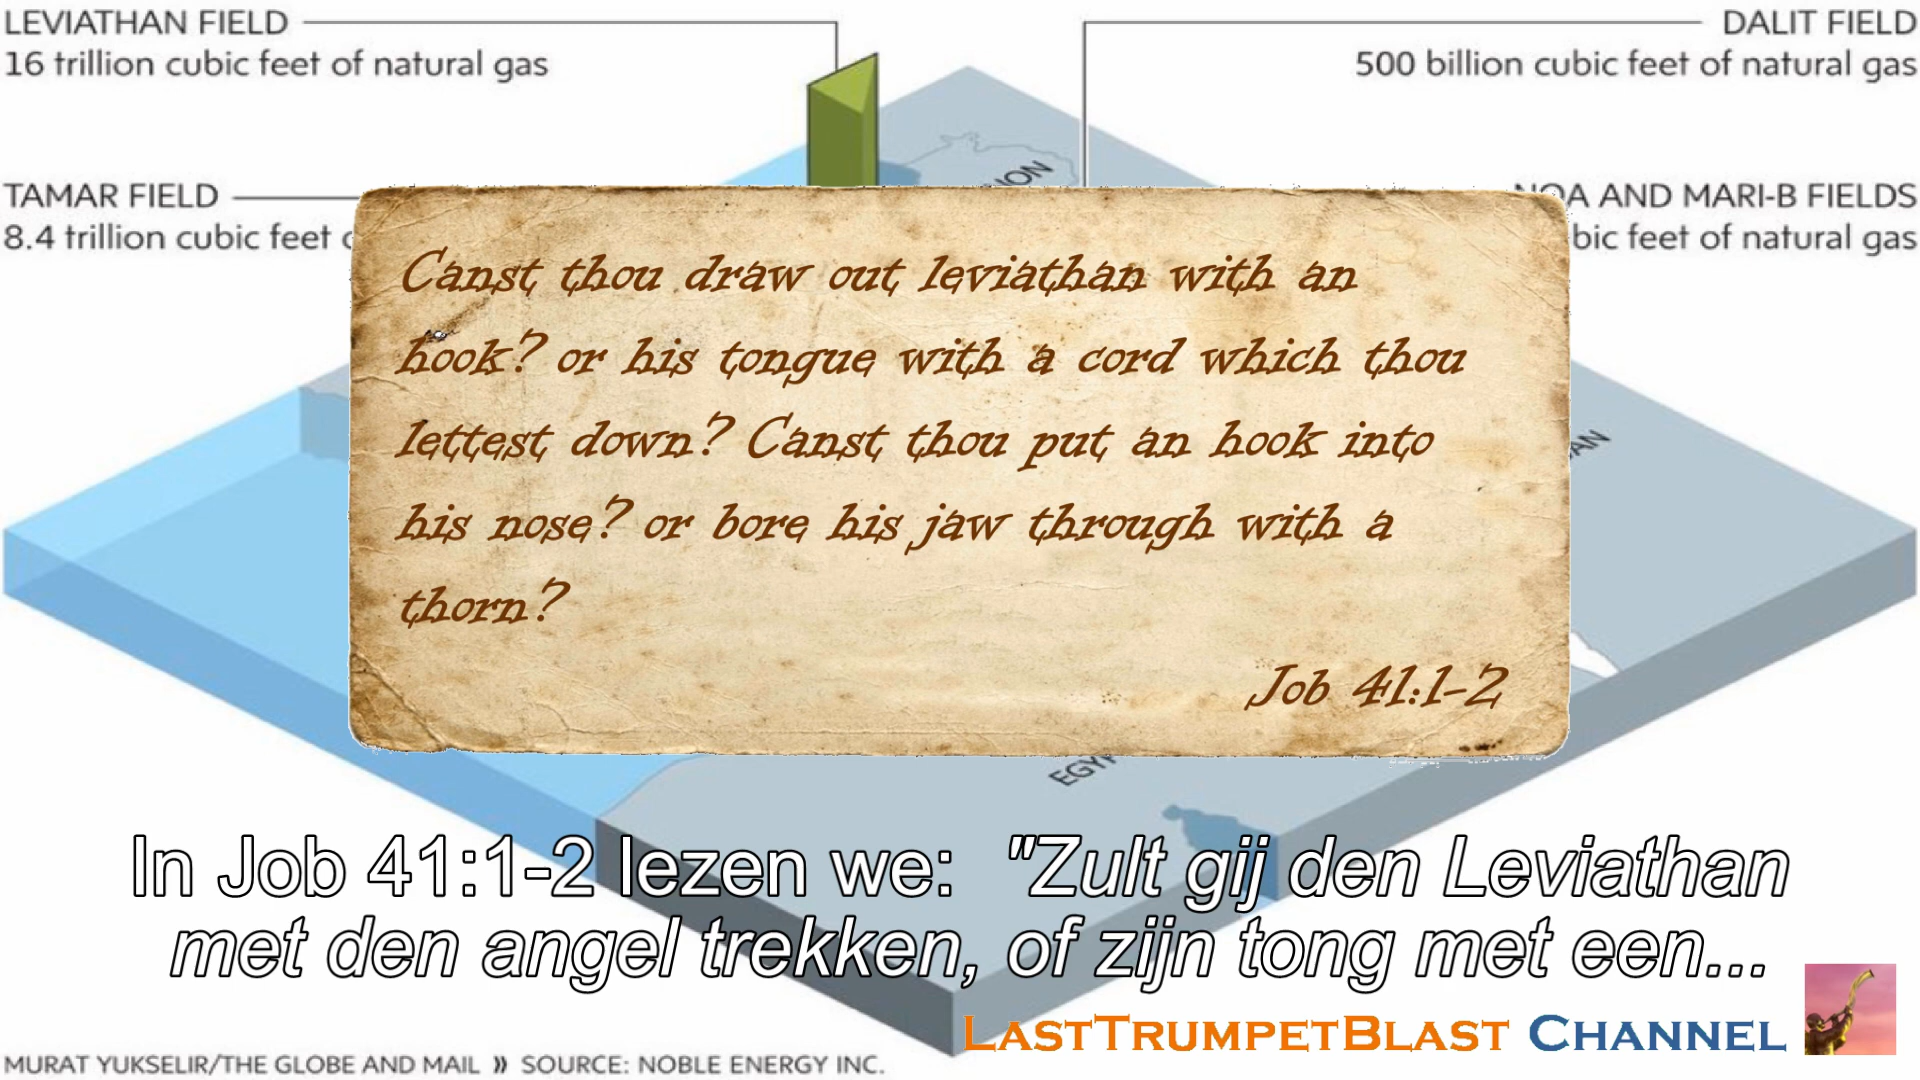 LEVIATHAN FIELD
16 trillion cubic feet of natural gas
DALIT FIELD
500 billion cubic feet of natural gas
TAMAR FIELD
8.4 trillion cubic feet
AND MARI-B FIELDS
feet of natural gas
Canst thou draw out leviathan with an
hook? or his tongue with a cord which thou
lettest down? Canst thou put an hook into
his nose? or bore his jaw through with a
thorn?
Job 41:1-2
In Job 41:1-2 lezen we: "Zult gij den Leviathan
met den angel trekken, of zijn tong met een...
LASTTRUMPETBLAST CHANNEL
MURAT YUKSELIR/THE GLOBE AND MAIL » SOURCE: NOBLE ENERGY INC.